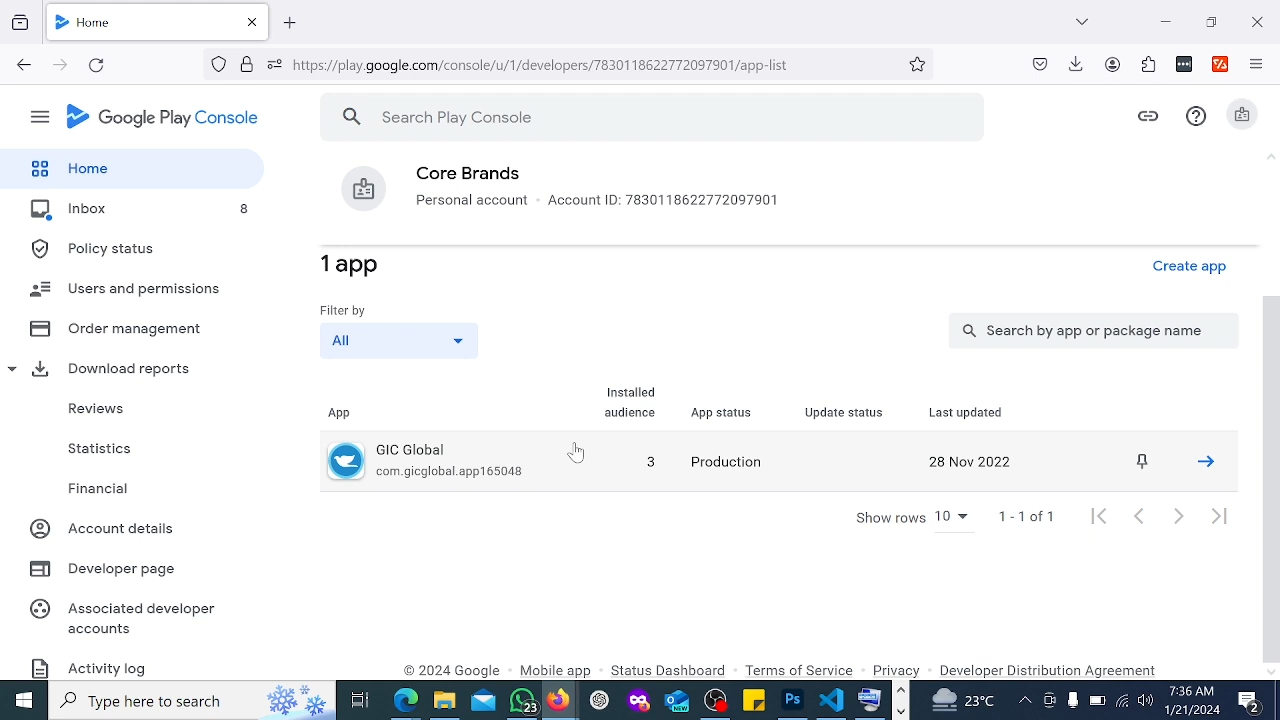 Home
https://play.google.com/console/u/1/developers/7830118622772097901/app-list
Google Play Console
Search Play Console
Home
Inbox 8
Policy status
Users and permissions
Order management
Download reports
Reviews
Statistics
Financial
Account details
Developer page
Associated developer
accounts
Activity log
Core Brands
Personal account • Account ID: 7830118622772097901
1 app
Create app
Filter by
All
Search by app or package name
App
Installed
audience
App status
Update status
Last updated
GIC Global
com.gicglobal.app165048
3
Production
28 Nov 2022
Show rows 10 1 - 1 of 1
© 2024 Google • Mobile app • Status Dashboard • Terms of Service • Privacy • Developer Distribution Agreement
Type here to search
23
NEW
Ps
23°C
7:36 AM
1/21/2024
2